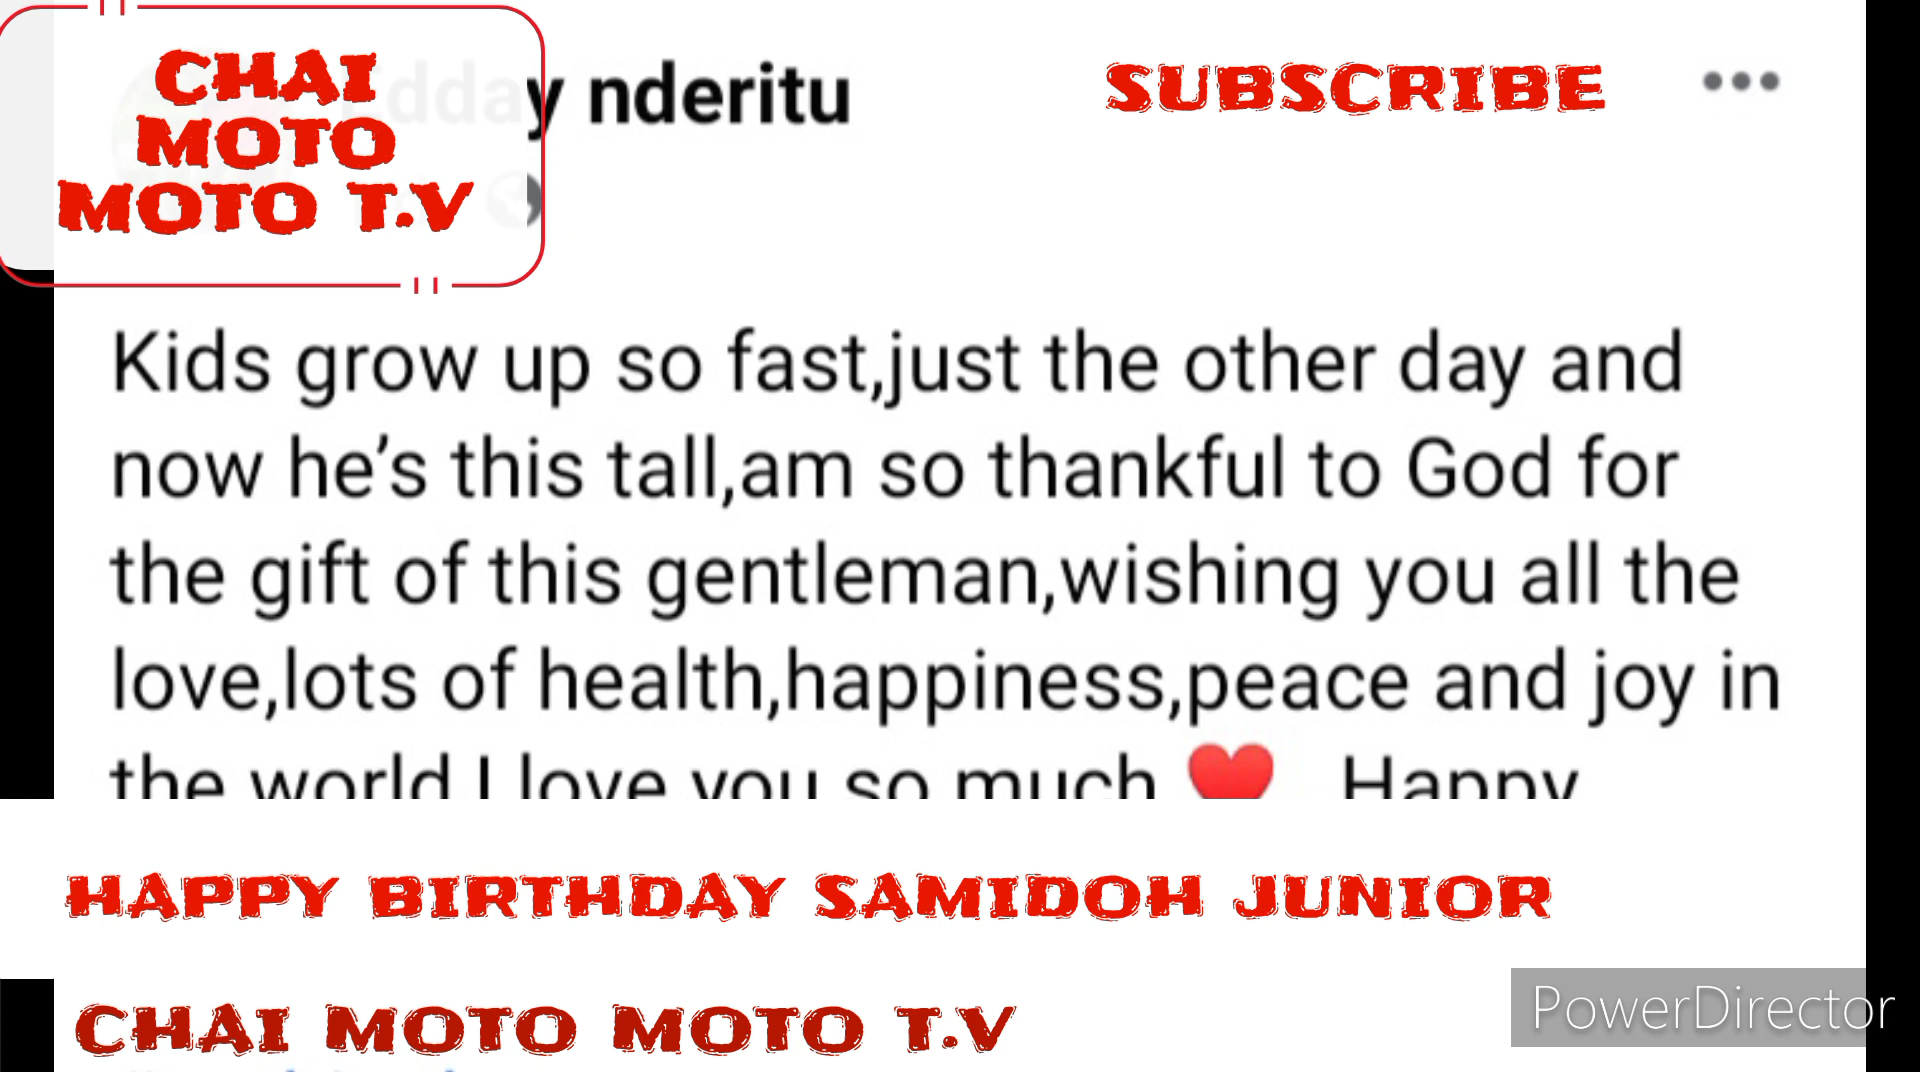 CHAI
MOTO
MOTO T.V
nderitu
SUBSCRIBE
Kids grow up so fast,just the other day and
now he’s this tall,am so thankful to God for
the gift of this gentleman,wishing you all the
love,lots of health,happiness,peace and joy in
the world I love you so much ❤️ Happy
HAPPY BIRTHDAY SAMIDOH JUNIOR
CHAI MOTO MOTO T.V
PowerDirector